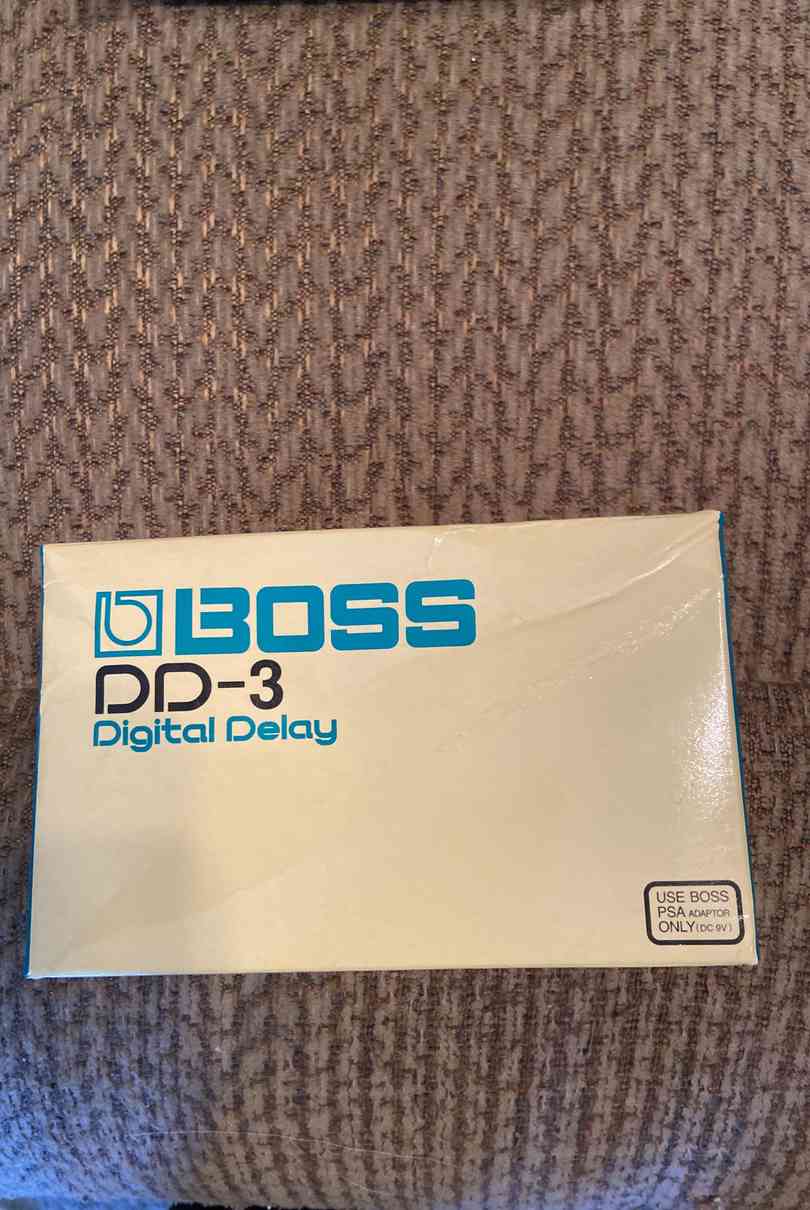 BOSS
DD-3
Digital Delay
USE BOSS
PSA ADAPTOR
ONLY (DC 9V)